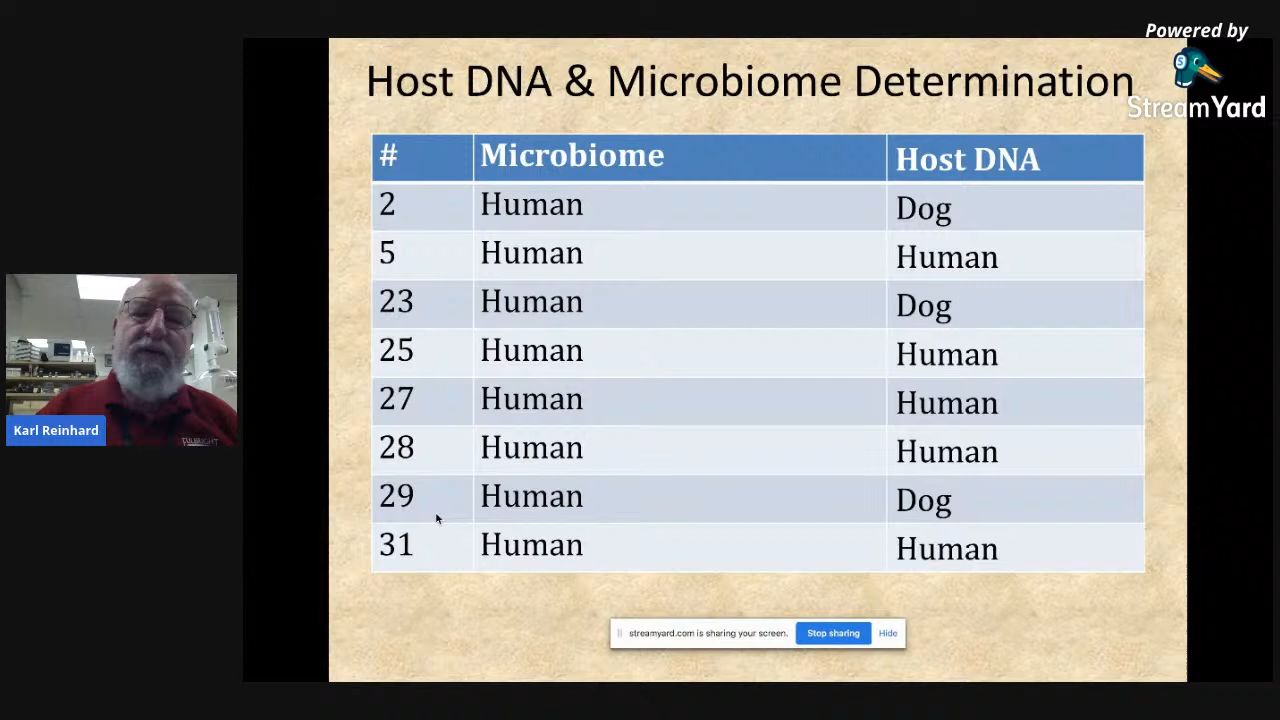 Powered by
StreamYard
Host DNA & Microbiome Determination
# Microbiome Host DNA
2 Human Dog
5 Human Human
23 Human Dog
25 Human Human
27 Human Human
28 Human Human
29 Human Dog
31 Human Human
Karl Reinhard
FULBRIGHT
streamyard.com is sharing your screen. Stop sharing Hide